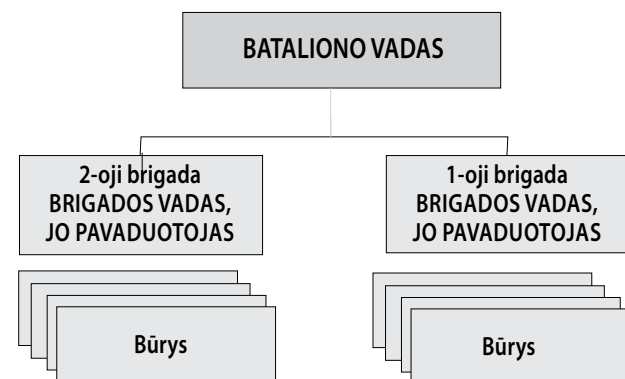 BATALIONO VADAS
2-oji brigada
BRIGADOS VADAS,
JO PAVADUOTOJAS
1-oji brigada
BRIGADOS VADAS,
JO PAVADUOTOJAS
Būrys
Būrys